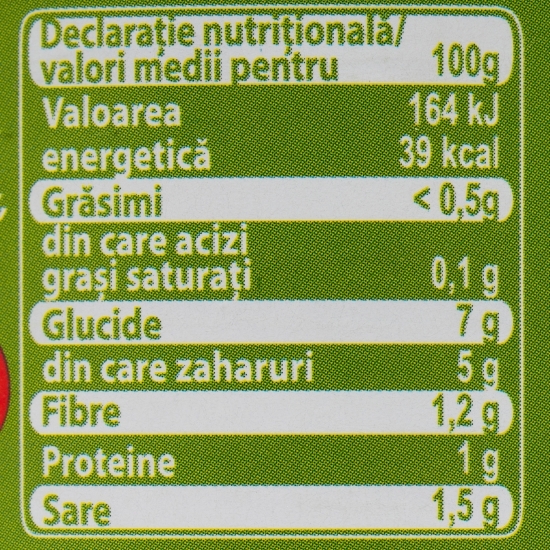 Declarație nutrițională/
valori medii pentru 100g
Valoarea 164 kJ
energetică 39 kcal
Grăsimi < 0,5g
din care acizi
grași saturați 0,1 g
Glucide 7 g
din care zaharuri 5 g
Fibre 1,2 g
Proteine 1 g
Sare 1,5 g